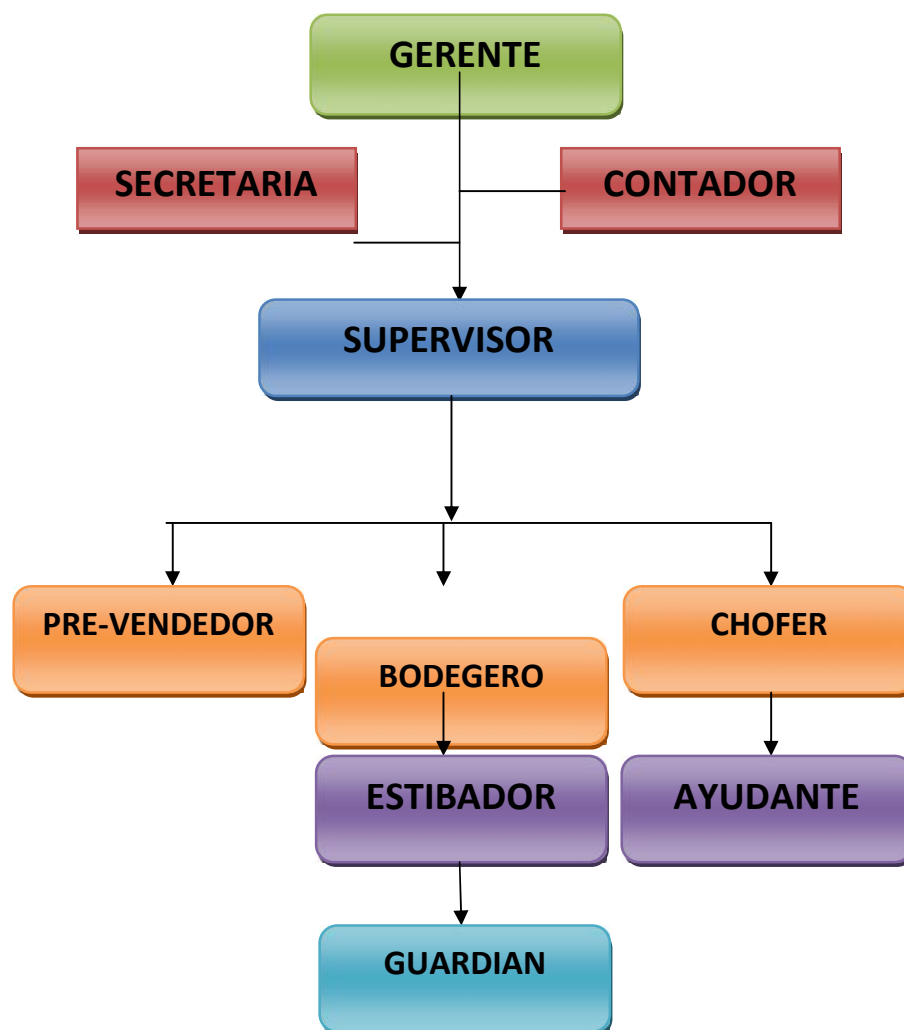 GERENTE
SECRETARIA
CONTADOR
SUPERVISOR
PRE-VENDEDOR
CHOFER
BODEGERO
ESTIBADOR
AYUDANTE
GUARDIAN